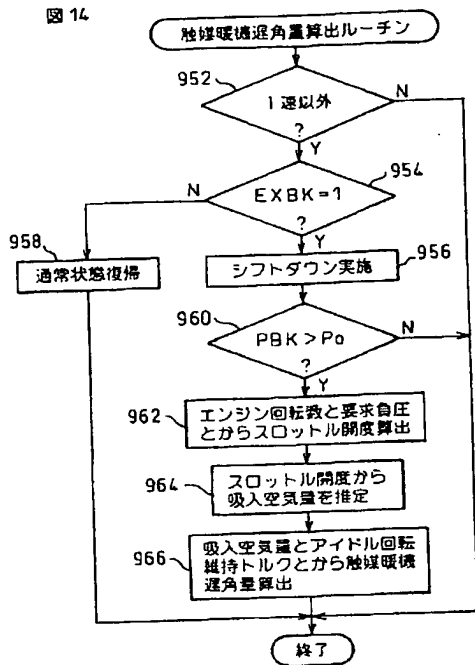 図14
触媒暖機遅角量算出ルーチン
952
1速以外
?
N
Y
954
EXBK=1
?
N
Y
958
通常状態復帰
シフトダウン実施
956
960
PBK>Pa
?
N
Y
962
エンジン回転数と要求負圧
とからスロットル開度算出
964
スロットル開度から
吸入空気量を推定
966
吸入空気量とアイドル回転
維持トルクとから触媒暖機
遅角量算出
終了